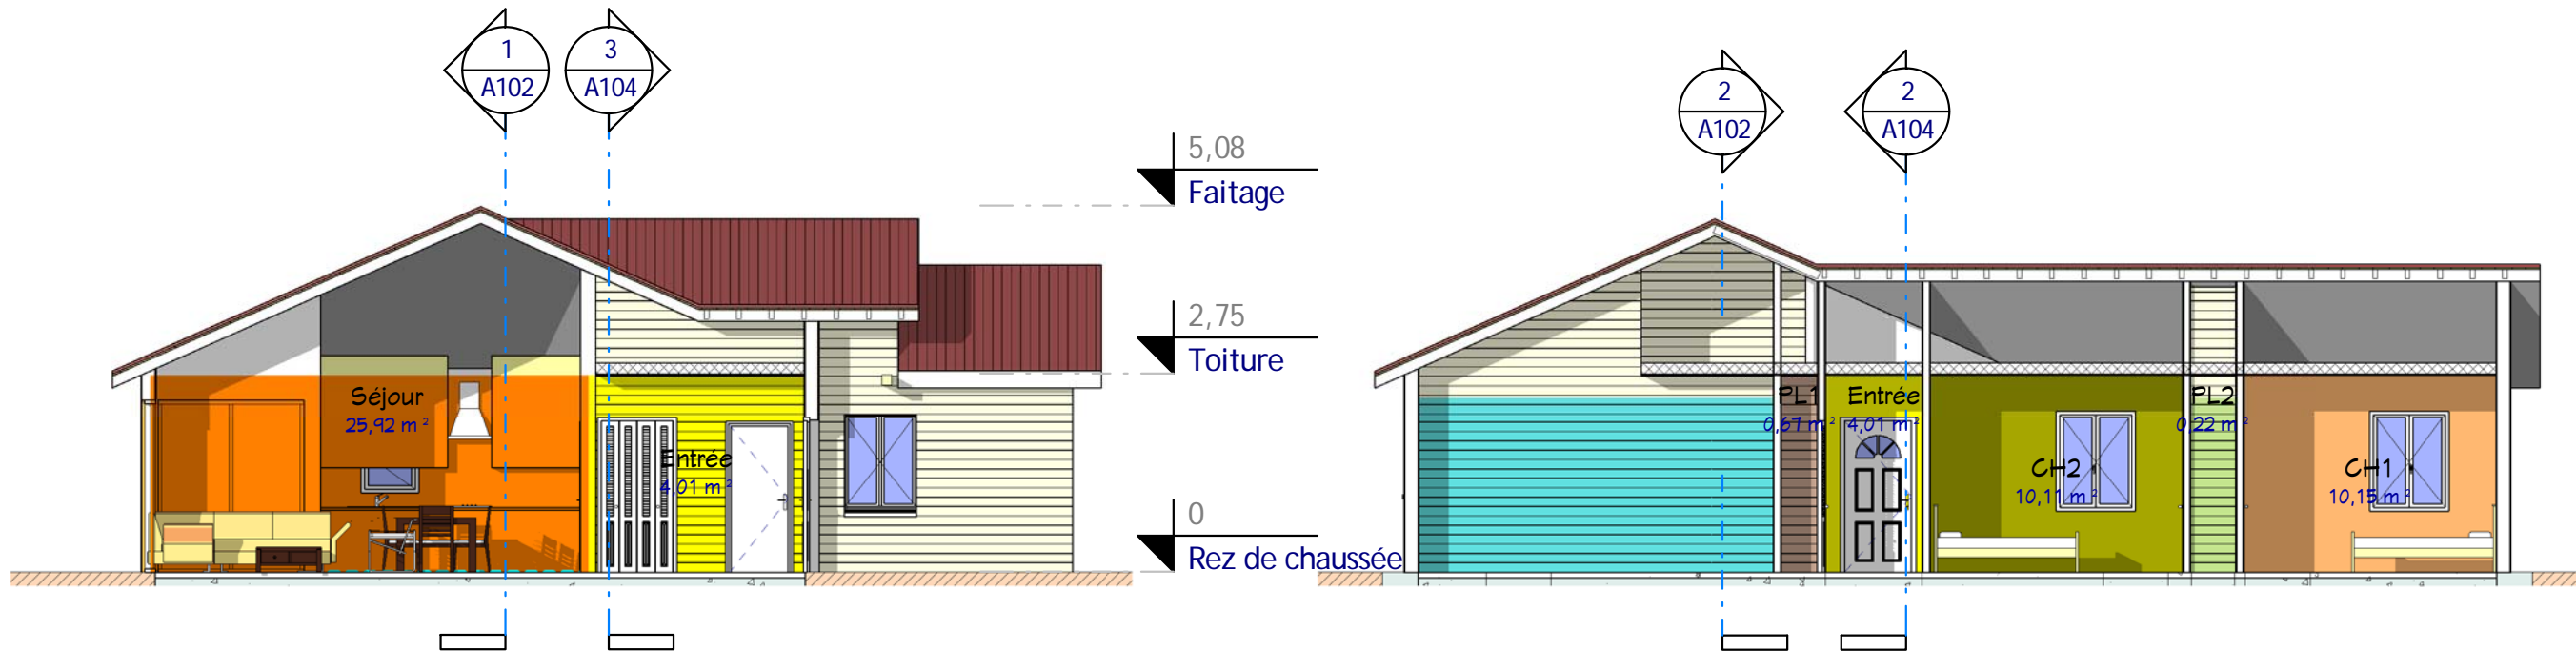 1
A102
3
A104
2
A102
2
A104
5,08
Faitage
2,75
Toiture
0
Rez de chaussée
Séjour
25,92 m²
Entrée
4,01 m²
PL1
0,67 m²
Entrée
4,01 m²
PL2
0,22 m²
CH2
10,11 m²
CH1
10,15 m²